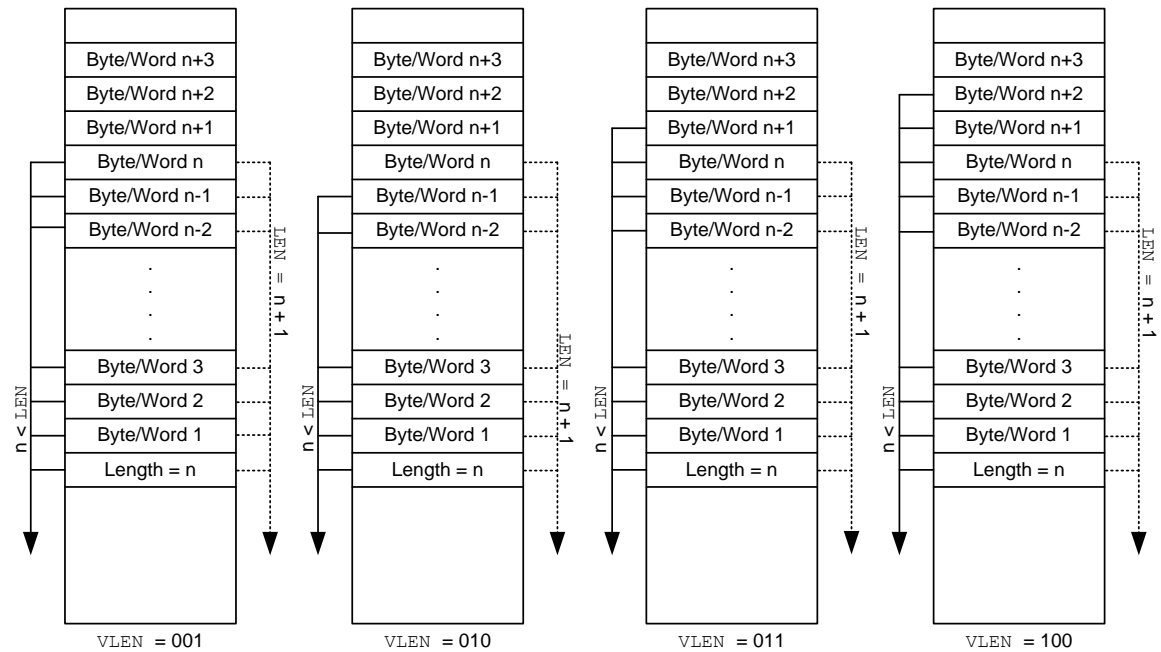 Byte/Word n+3
Byte/Word n+2
Byte/Word n+1
Byte/Word n
Byte/Word n-1
Byte/Word n-2
.
.
.
.
Byte/Word 3
Byte/Word 2
Byte/Word 1
Length = n
n < LEN
LEN = n + 1
VLEN = 001
Byte/Word n+3
Byte/Word n+2
Byte/Word n+1
Byte/Word n
Byte/Word n-1
Byte/Word n-2
.
.
.
.
Byte/Word 3
Byte/Word 2
Byte/Word 1
Length = n
n < LEN
LEN = n + 1
VLEN = 010
Byte/Word n+3
Byte/Word n+2
Byte/Word n+1
Byte/Word n
Byte/Word n-1
Byte/Word n-2
.
.
.
.
Byte/Word 3
Byte/Word 2
Byte/Word 1
Length = n
n < LEN
LEN = n + 1
VLEN = 011
Byte/Word n+3
Byte/Word n+2
Byte/Word n+1
Byte/Word n
Byte/Word n-1
Byte/Word n-2
.
.
.
.
Byte/Word 3
Byte/Word 2
Byte/Word 1
Length = n
n < LEN
LEN = n + 1
VLEN = 100